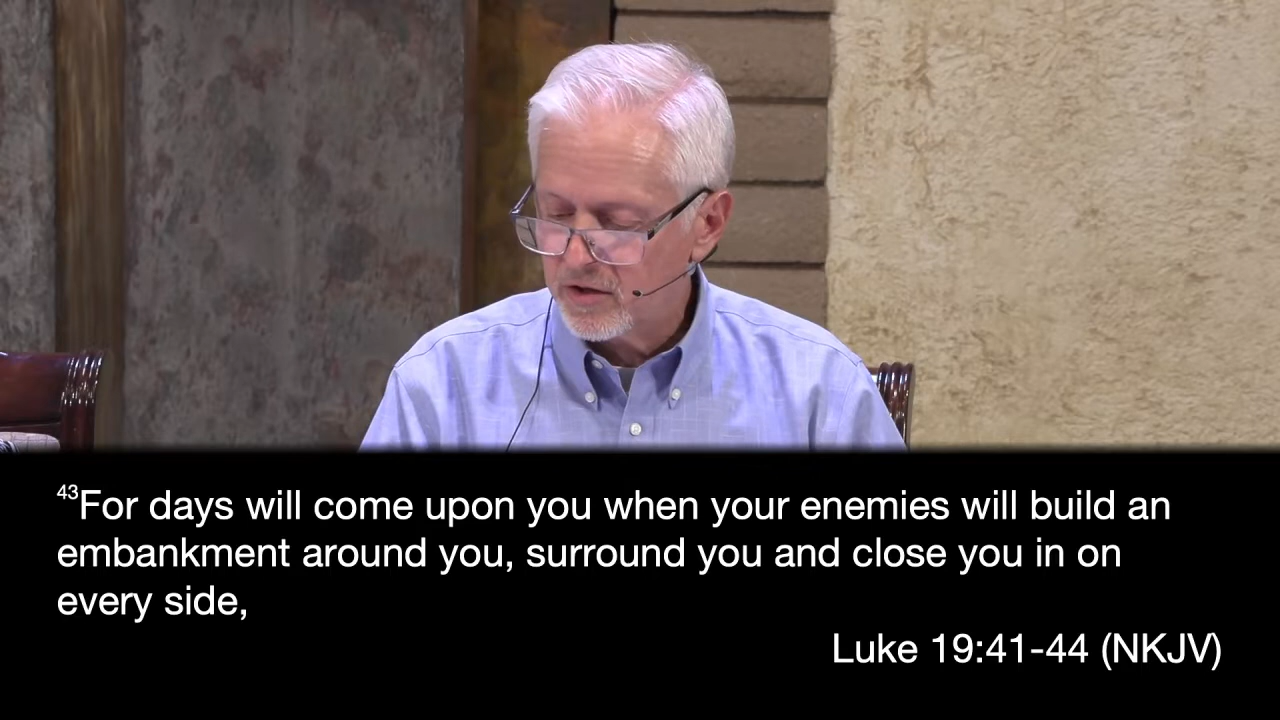 43For days will come upon you when your enemies will build an
embankment around you, surround you and close you in on
every side,
Luke 19:41-44 (NKJV)